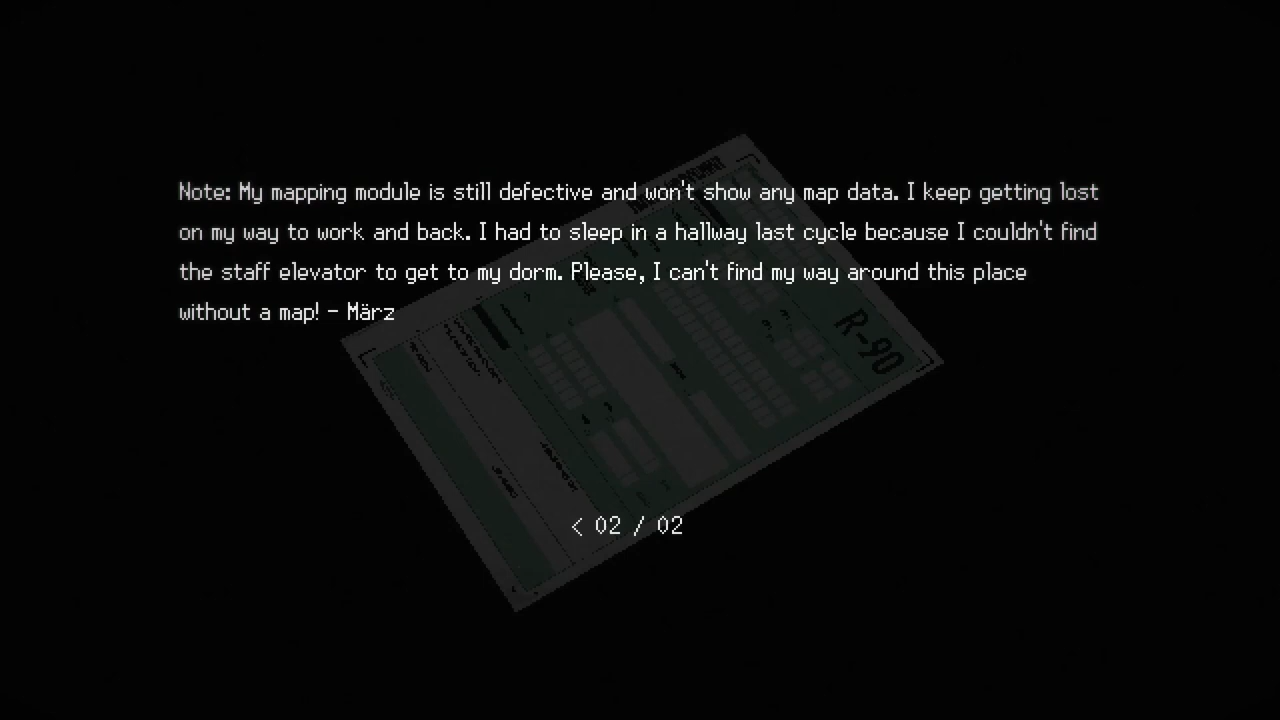 Note: My mapping module is still defective and won't show any map data. I keep getting lost
on my way to work and back. I had to sleep in a hallway last cycle because I couldn't find
the staff elevator to get to my dorm. Please, I can't find my way around this place
without a map! - März
R-90
< 02 / 02